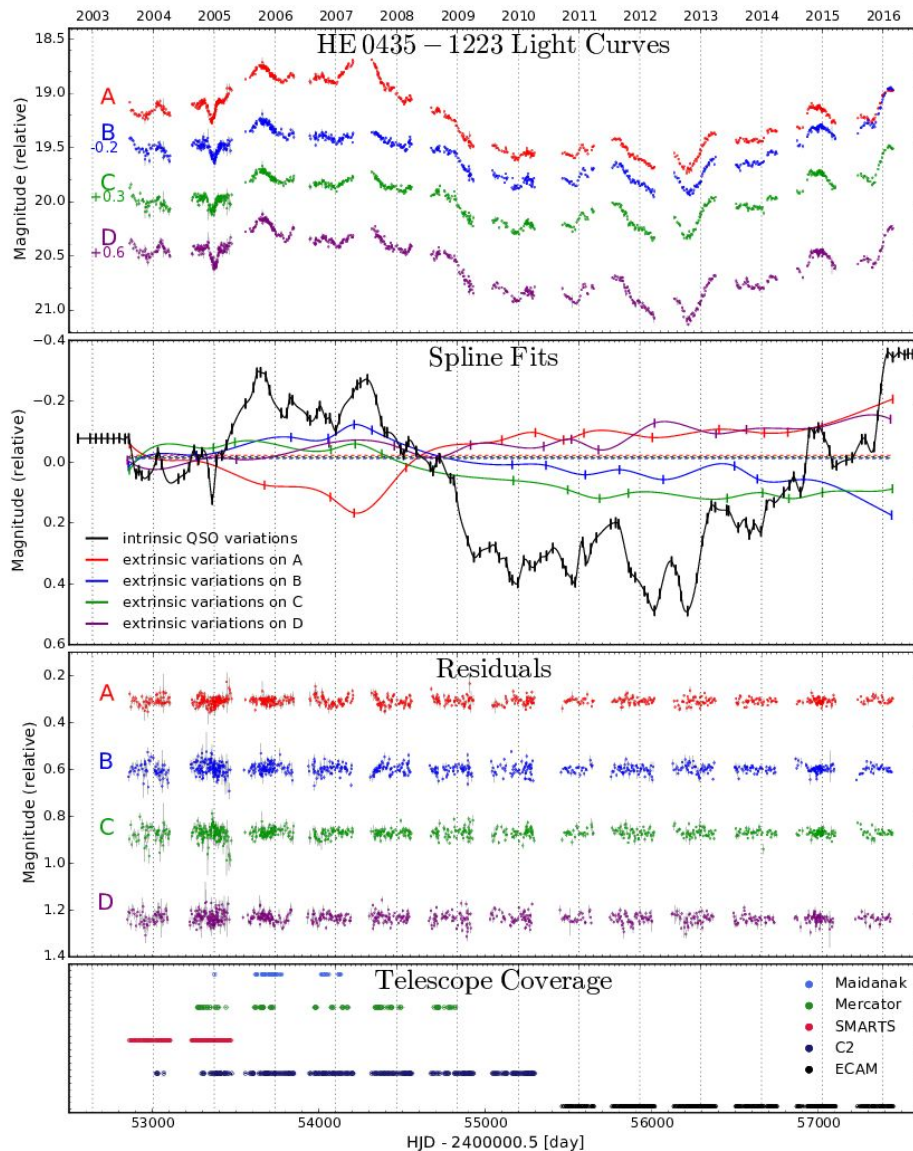 2003 2004 2005 2006 2007 2008 2009 2010 2011 2012 2013 2014 2015 2016
HE 0435 − 1223 Light Curves
Magnitude (relative)
18.5
19.0
19.5
20.0
20.5
21.0
A
B
-0.2
C
+0.3
D
+0.6
Spline Fits
Magnitude (relative)
−0.4
−0.2
0.0
0.2
0.4
0.6
intrinsic QSO variations
extrinsic variations on A
extrinsic variations on B
extrinsic variations on C
extrinsic variations on D
Residuals
Magnitude (relative)
0.2
0.4
0.6
0.8
1.0
1.2
1.4
A
B
C
D
Telescope Coverage
Maidanak
Mercator
SMARTS
C2
ECAM
53000 54000 55000 56000 57000
HJD - 2400000.5 [day]